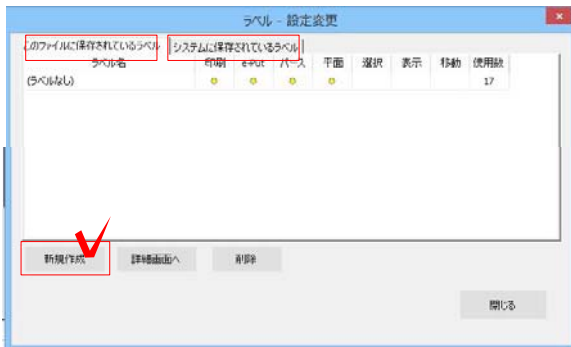 ラベル - 設定変更
このファイルに保存されているラベル システムに保存されているラベル
ラベル名 印刷 e-Put パース 平面 選択 表示 移動 使用数
(ラベルなし) 17
新規作成 詳細画面へ 削除
閉じる